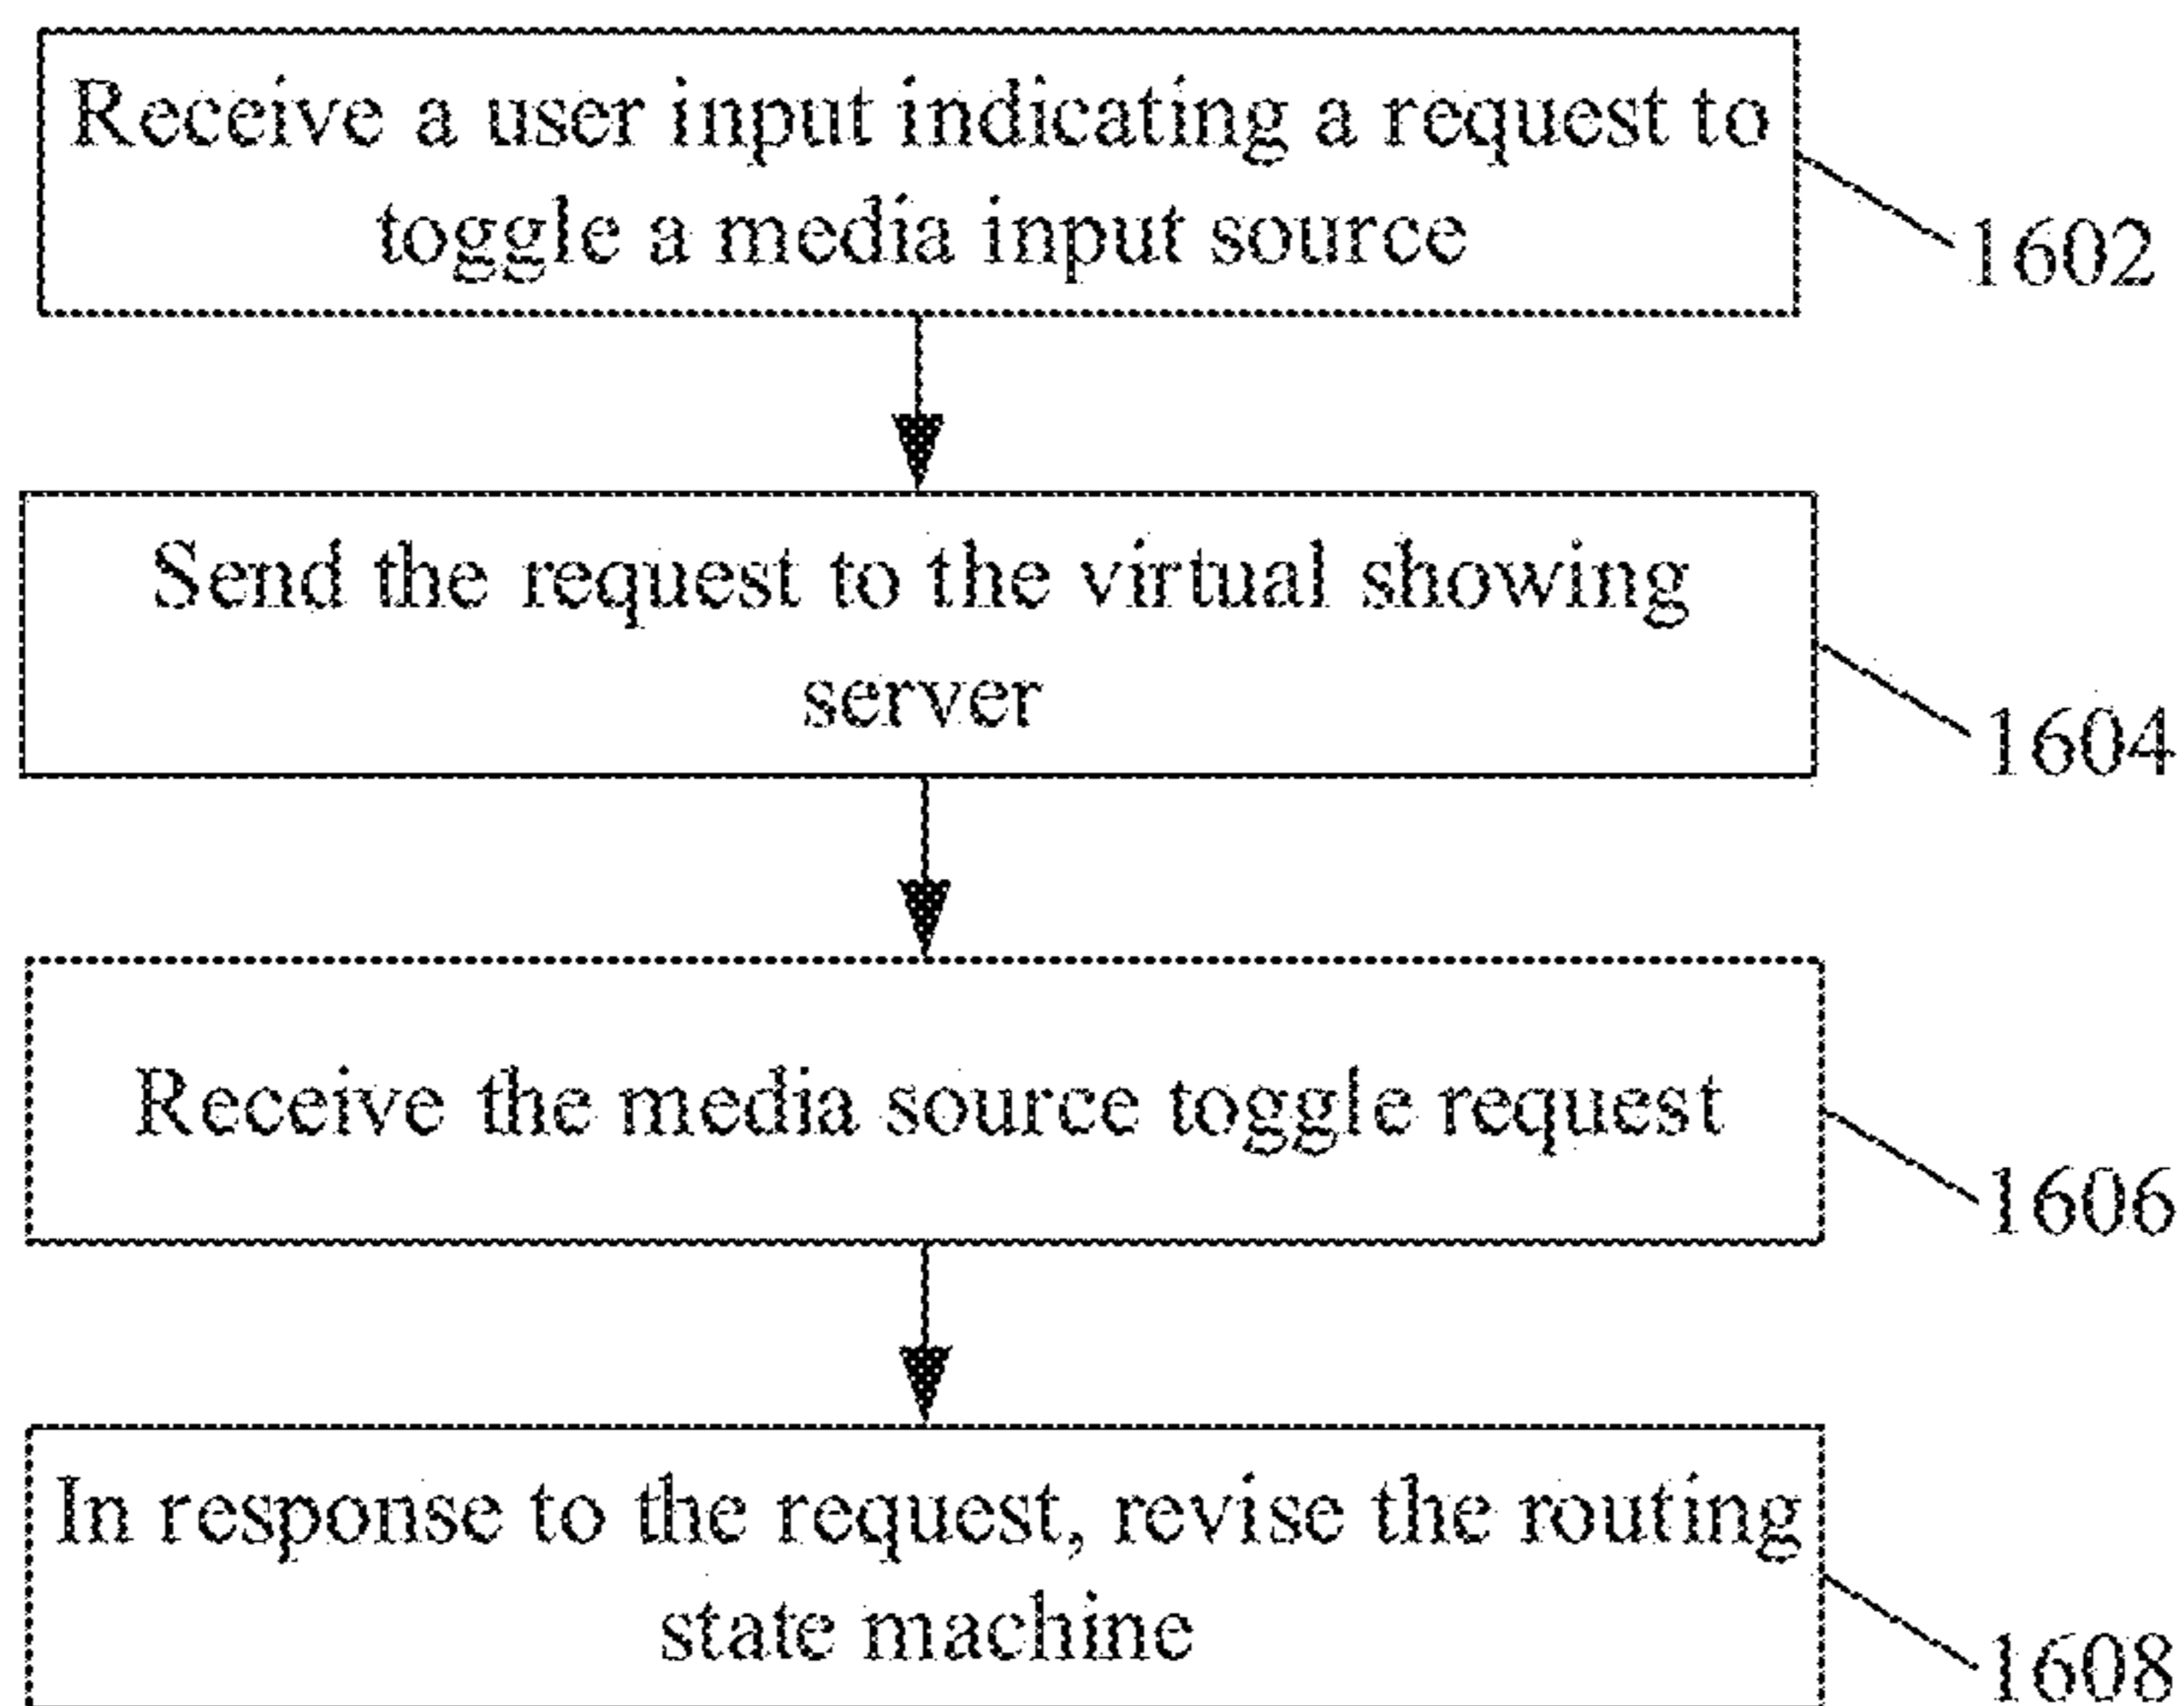 Receive a user input indicating a request to
toggle a media input source
1602
Send the request to the virtual showing
server
1604
Receive the media source toggle request
1606
In response to the request, revise the routing
state machine
1608